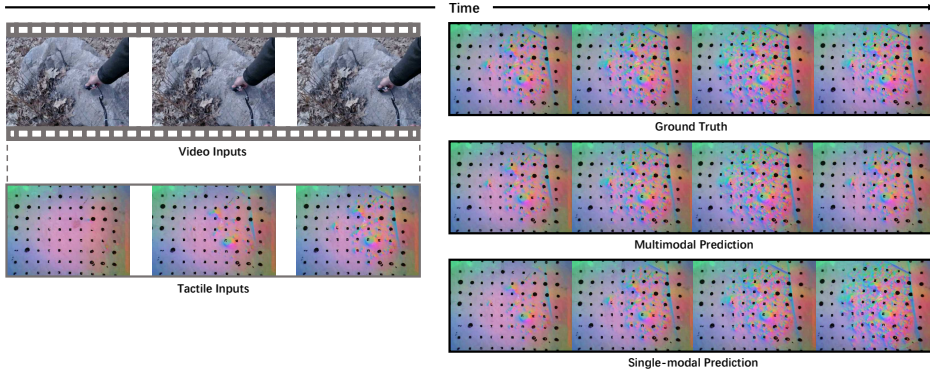 Time
Video Inputs
Tactile Inputs
Ground Truth
Multimodal Prediction
Single-modal Prediction